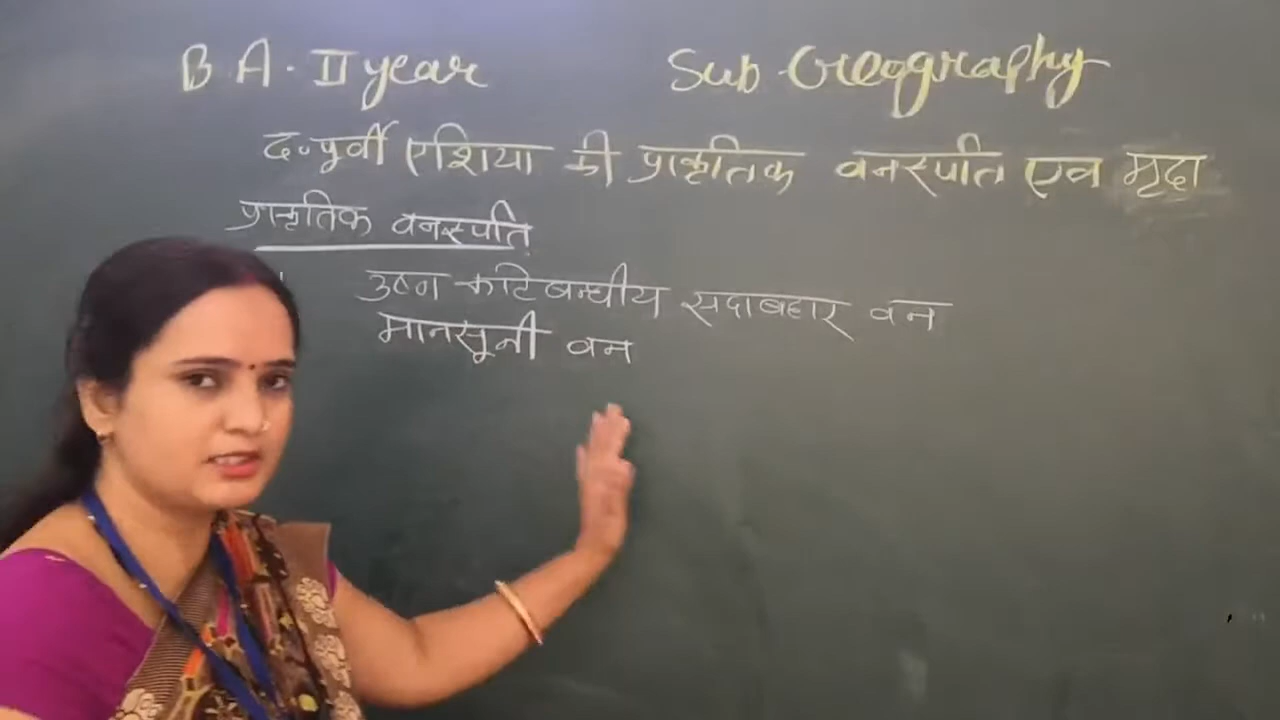 B.A. II year Sub Geography
द॰पूर्वी एशिया की प्राकृतिक वनस्पति एवं मृदा
प्राकृतिक वनस्पति
उष्ण कटिबन्धीय सदाबहार वन
मानसूनी वन